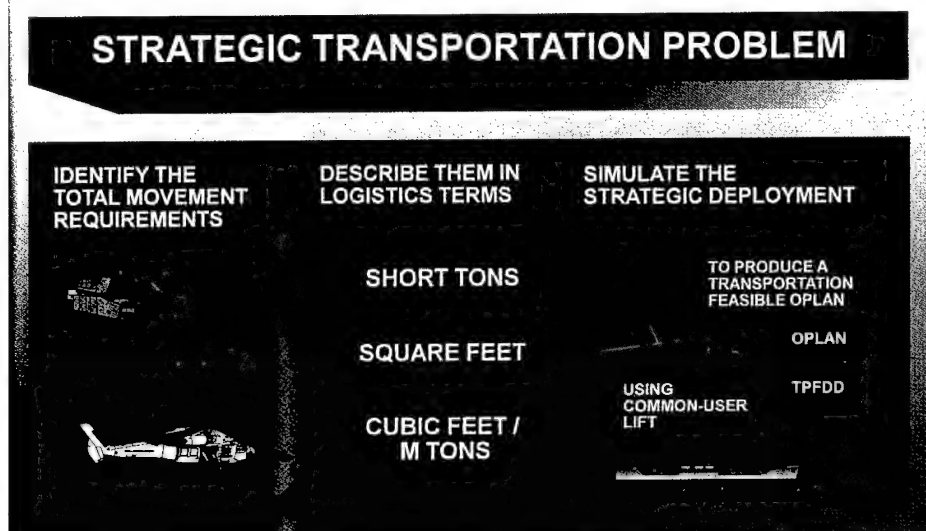 STRATEGIC TRANSPORTATION PROBLEM
IDENTIFY THE
TOTAL MOVEMENT
REQUIREMENTS
DESCRIBE THEM IN
LOGISTICS TERMS
SHORT TONS
SQUARE FEET
CUBIC FEET /
M TONS
SIMULATE THE
STRATEGIC DEPLOYMENT
TO PRODUCE A
TRANSPORTATION
FEASIBLE OPLAN
OPLAN
TPFDD
USING
COMMON-USER
LIFT